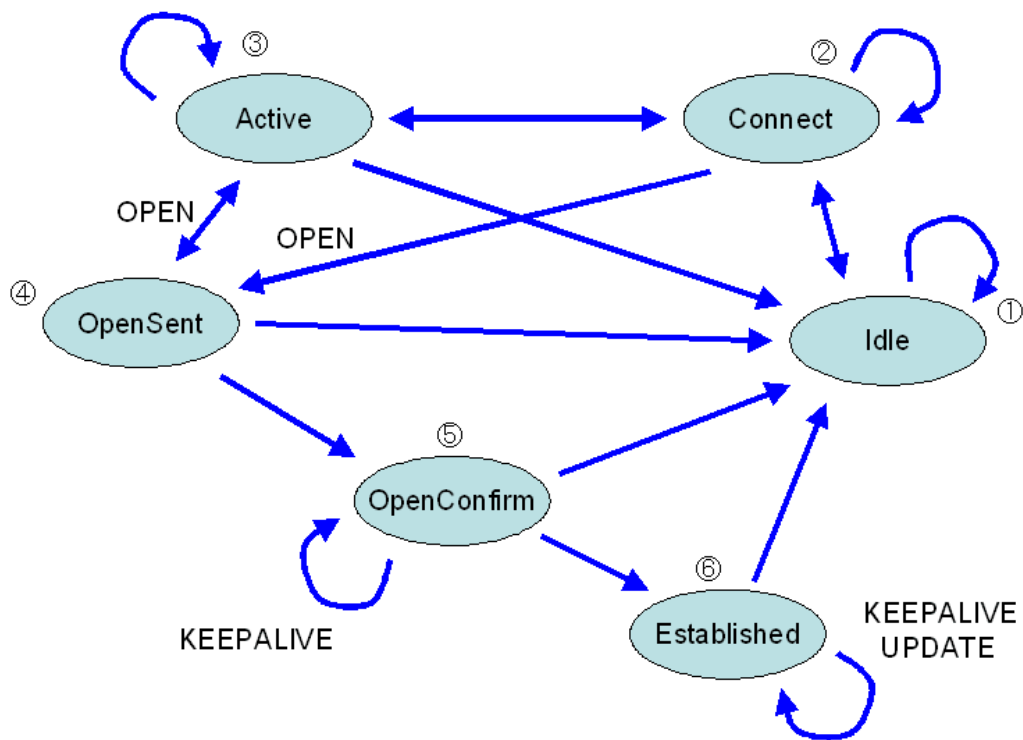 ③
②
Active
Connect
OPEN
OPEN
④
OpenSent
①
Idle
⑤
OpenConfirm
⑥
KEEPALIVE
Established
KEEPALIVE
UPDATE